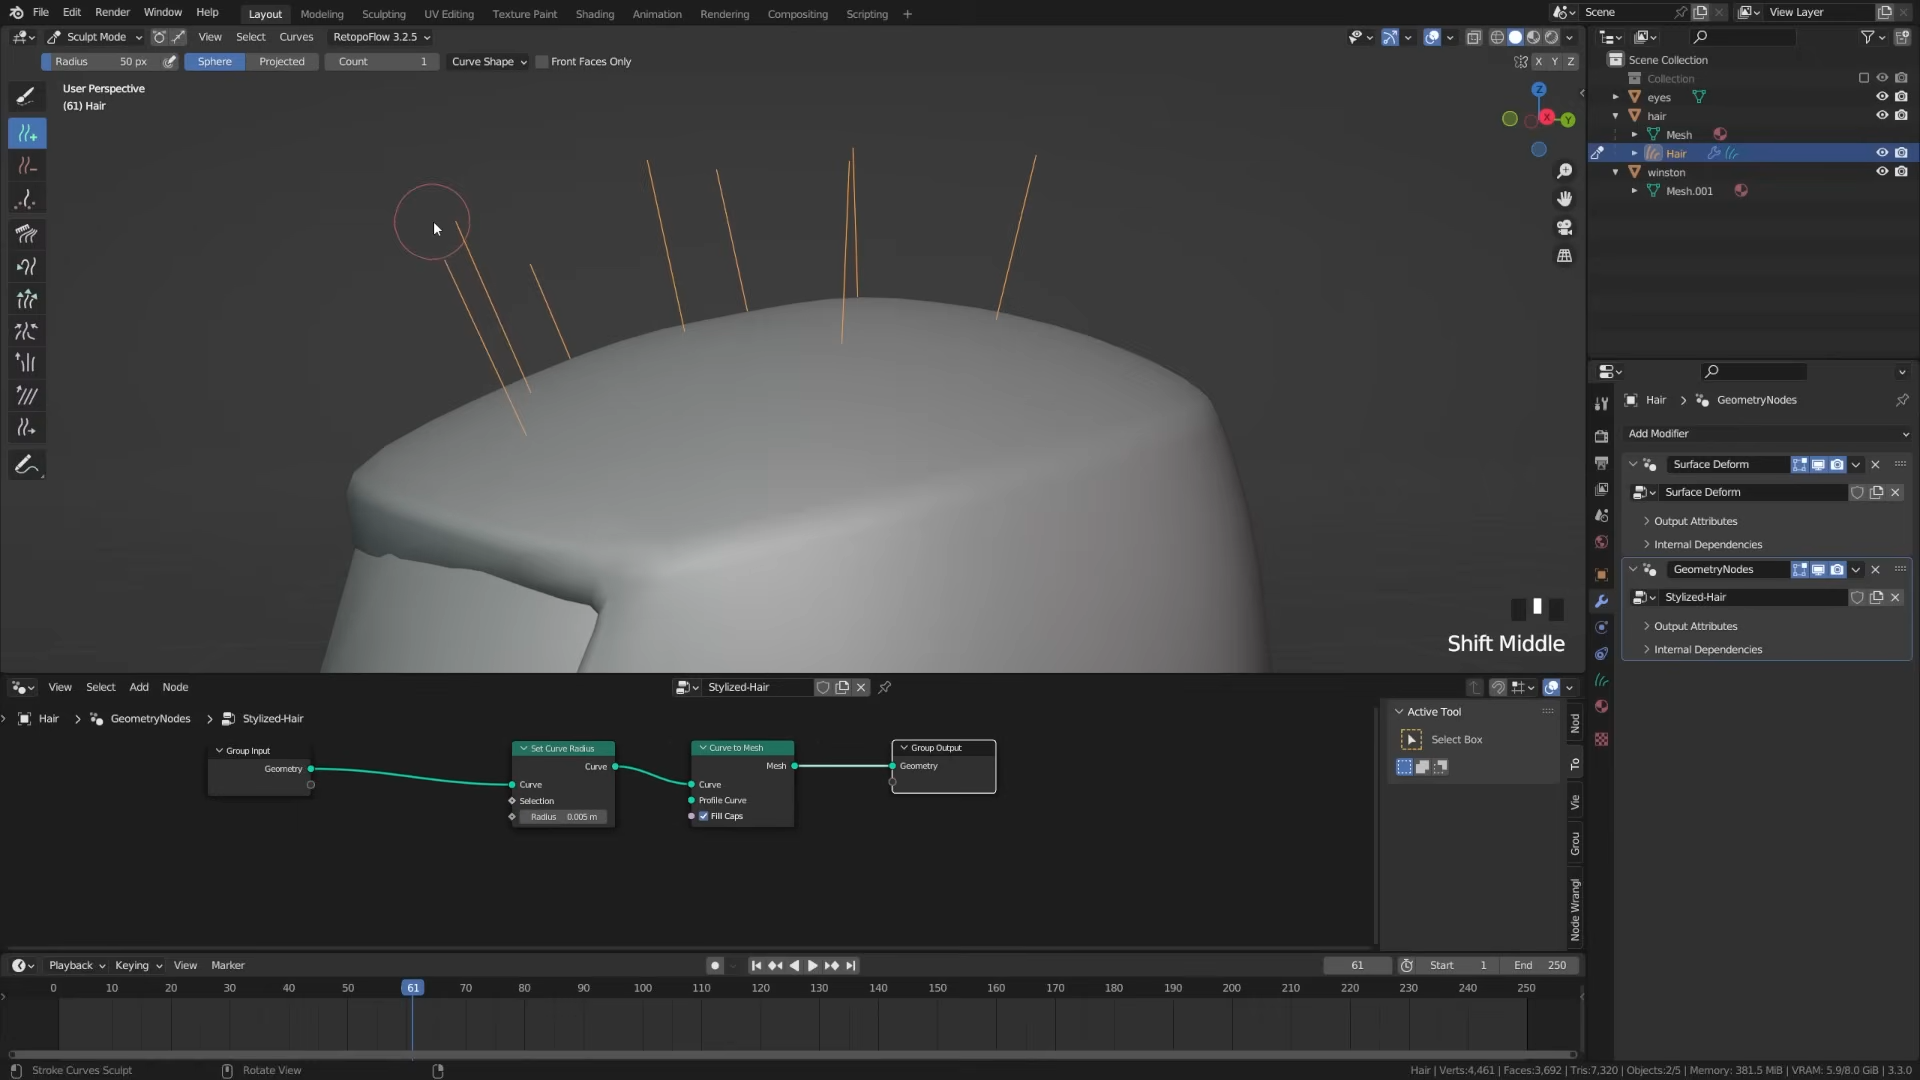 File Edit Render Window Help Layout Modeling Sculpting UV Editing Texture Paint Shading Animation Rendering Compositing Scripting + Scene View Layer
Sculpt Mode View Select Curves RetopoFlow 3.2.5
Radius 50 px Sphere Projected Count 1 Curve Shape Front Faces Only X Y Z
User Perspective
(61) Hair
Z
X
Y
Scene Collection
Collection
eyes
hair
Mesh
Hair
winston
Mesh.001
Hair > GeometryNodes
Add Modifier
Surface Deform
Surface Deform
Output Attributes
Internal Dependencies
GeometryNodes
Stylized-Hair
Output Attributes
Internal Dependencies
Shift Middle
View Select Add Node Stylized-Hair
Hair > GeometryNodes > Stylized-Hair
Group Input
Geometry
Set Curve Radius
Curve
Curve
Selection
Radius 0.005 m
Curve to Mesh
Mesh
Curve
Profile Curve
Fill Caps
Group Output
Geometry
Active Tool
Select Box
Nod
To
Vie
Grou
Node Wrangl
Playback Keying View Marker 61 Start 1 End 250
0 10 20 30 40 50 61 70 80 90 100 110 120 130 140 150 160 170 180 190 200 210 220 230 240 250
Stroke Curves Sculpt Rotate View Hair | Verts:4,461 | Faces:3,692 | Tris:7,320 | Objects:2/5 | Memory: 381.5 MiB | VRAM: 5.9/8.0 GiB | 3.3.0